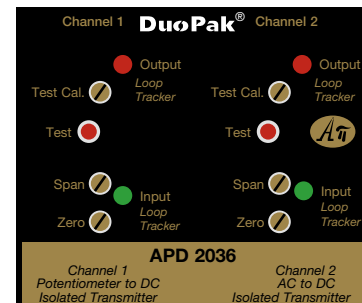 Channel 1 DuoPak® Channel 2
Output
Loop
Tracker
Test Cal.
Test
Span
Input
Loop
Tracker
Zero
Output
Loop
Tracker
Test Cal.
Test
Span
Input
Loop
Tracker
Zero
APD 2036
Channel 1
Potentiometer to DC
Isolated Transmitter
Channel 2
AC to DC
Isolated Transmitter